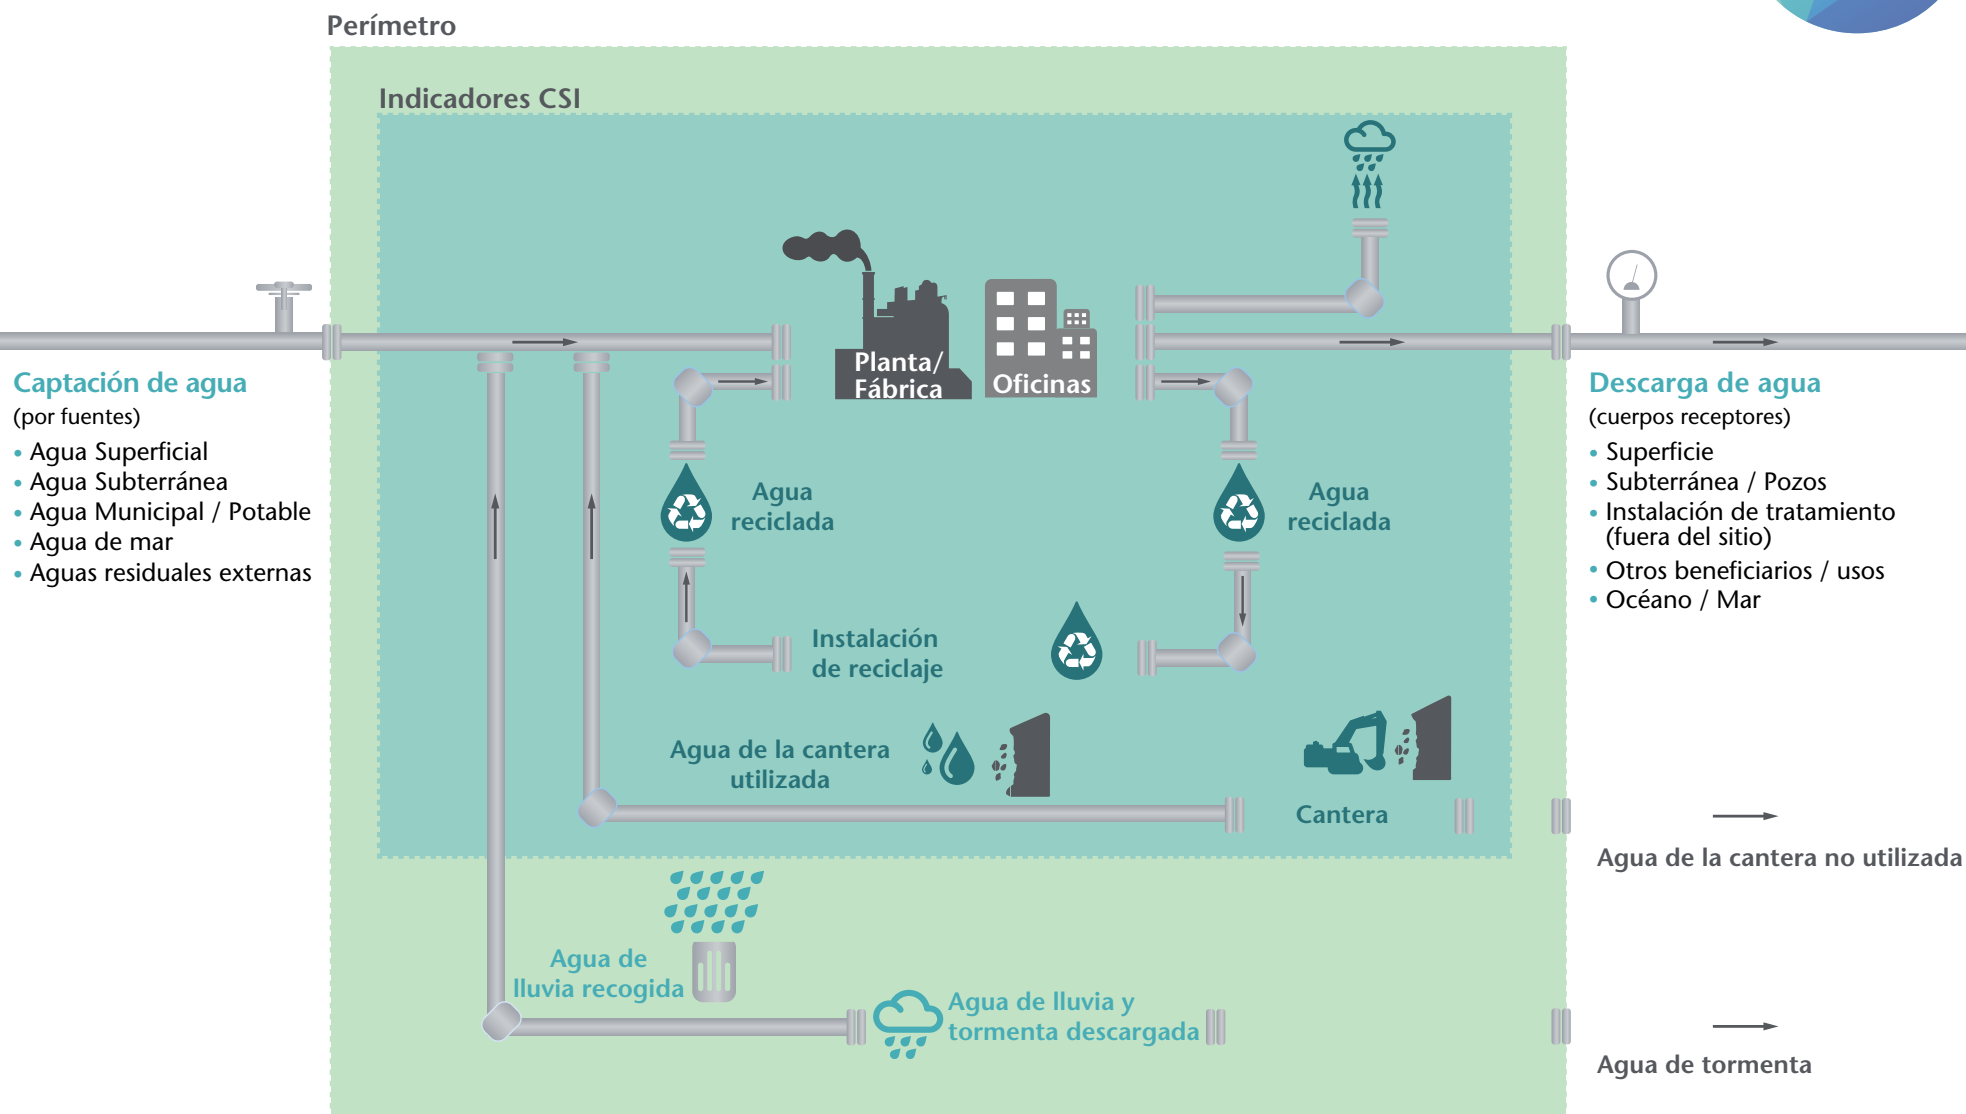 Perímetro
Indicadores CSI
Captación de agua
(por fuentes)
• Agua Superficial
• Agua Subterránéa
• Agua Municipal / Potable
• Agua de mar
• Aguas residuales externas
Planta/
Fábrica
Oficinas
Descarga de agua
(cuerpos receptores)
• Superficie
• Subterránea / Pozos
• Instalación de tratamiento
(fuera del sitio)
• Otros beneficiarios / usos
• Océano / Mar
Agua
reciclada
Agua
reciclada
Instalación
de reciclaje
Agua de la cantera
utilizada
Cantera
Agua de la cantera no utilizada
Agua de
lluvia recogida
Agua de lluvia y
tormenta descargada
Agua de tormenta